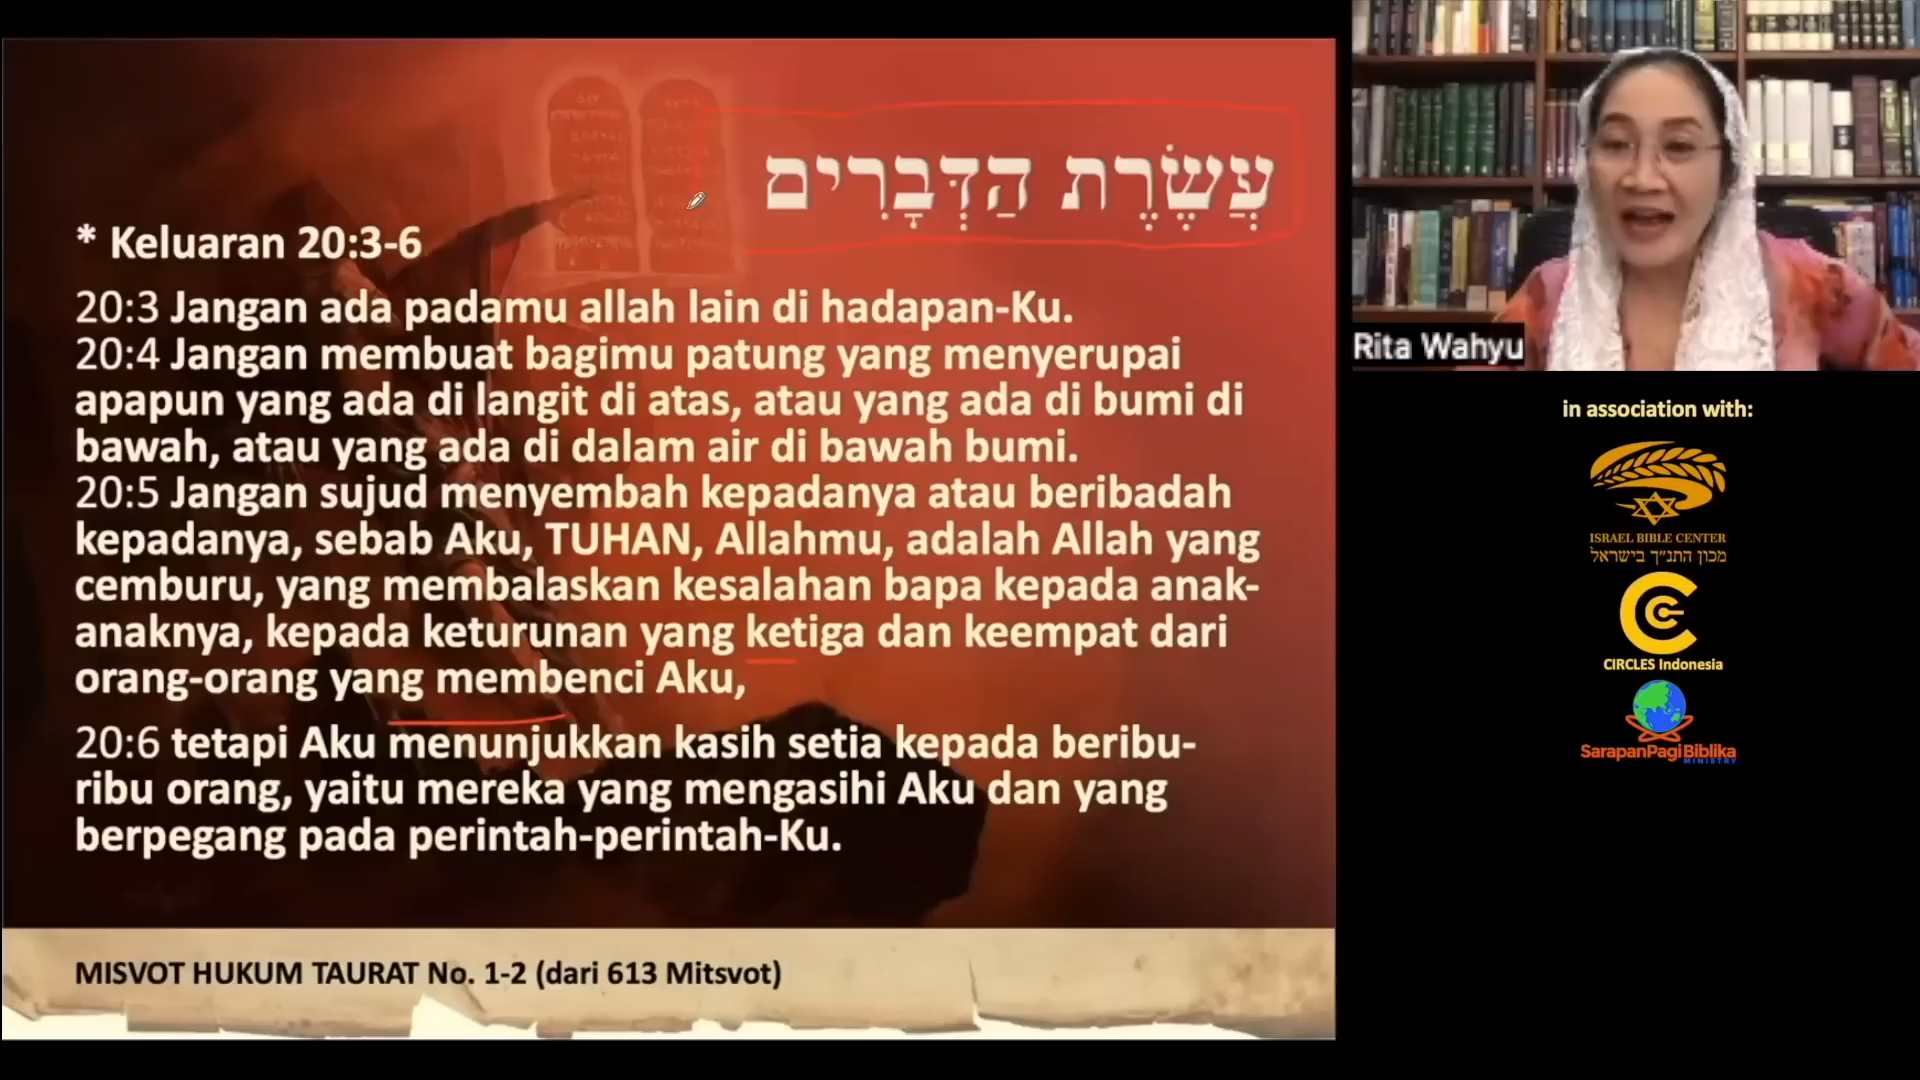 עֲשֶׂרֶת הַדְּבָרִים
* Keluaran 20:3-6
20:3 Jangan ada padamu allah lain di hadapan-Ku.
20:4 Jangan membuat bagimu patung yang menyerupai
apapun yang ada di langit di atas, atau yang ada di bumi di
bawah, atau yang ada di dalam air di bawah bumi.
20:5 Jangan sujud menyembah kepadanya atau beribadah
kepadanya, sebab Aku, TUHAN, Allahmu, adalah Allah yang
cemburu, yang membalaskan kesalahan bapa kepada anak-
anaknya, kepada keturunan yang ketiga dan keempat dari
orang-orang yang membenci Aku,
20:6 tetapi Aku menunjukkan kasih setia kepada beribu-
ribu orang, yaitu mereka yang mengasihi Aku dan yang
berpegang pada perintah-perintah-Ku.
MISVOT HUKUM TAURAT No. 1-2 (dari 613 Mitsvot)
Rita Wahyu
in association with:
ISRAEL BIBLE CENTER
מכון התנ״ך בישראל
CIRCLES Indonesia
SarapanPagiBiblika
MINISTRY